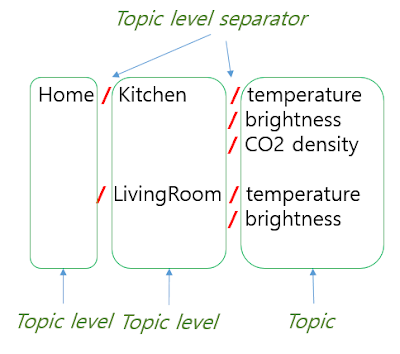 Topic level separator
Home / Kitchen / temperature
/ brightness
/ CO2 density
/ LivingRoom / temperature
/ brightness
Topic level Topic level Topic